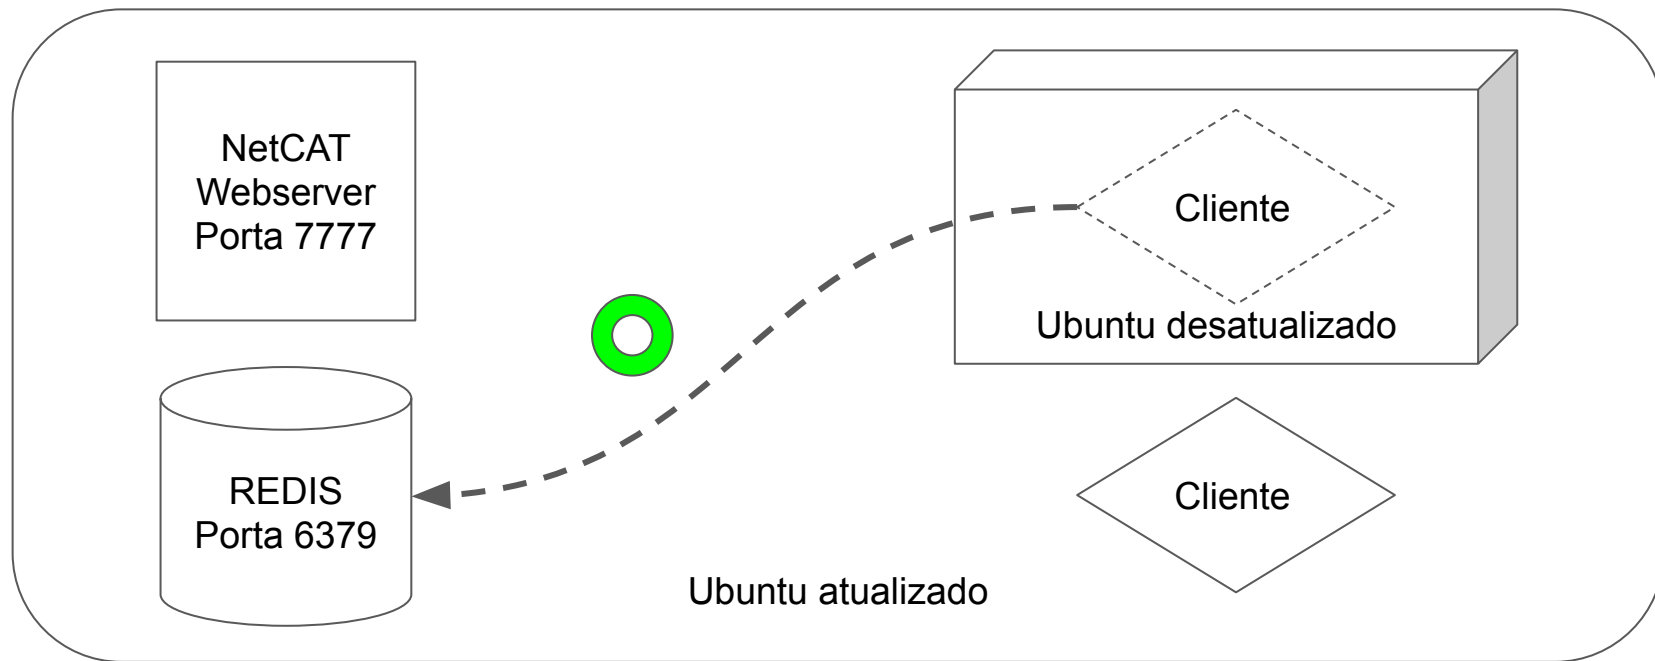 NetCAT
Webserver
Porta 7777
Cliente
Ubuntu desatualizado
REDIS
Porta 6379
Cliente
Ubuntu atualizado